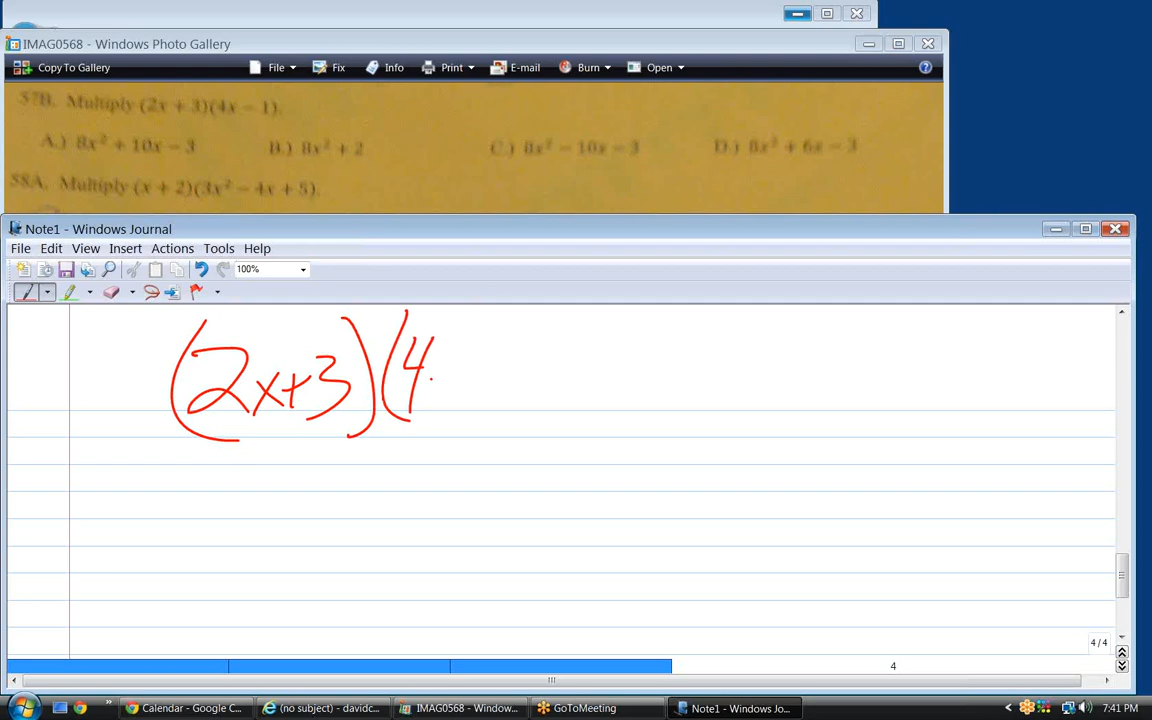 IMAG0568 - Windows Photo Gallery
Copy To Gallery File Fix Info Print E-mail Burn Open
57B. Multiply (2x + 3)(4x - 1).
A.) 8x² + 10x - 3 B.) 8x² + 2 C.) 8x² - 10x - 3 D.) 8x² + 6x - 3
58A. Multiply (x + 2)(3x² - 4x + 5).
Note1 - Windows Journal
File Edit View Insert Actions Tools Help
100%
(2x+3)(4
4 / 4
4
Calendar - Google C... (no subject) - davidc... IMAG0568 - Window... GoToMeeting Note1 - Windows Jo... 7:41 PM